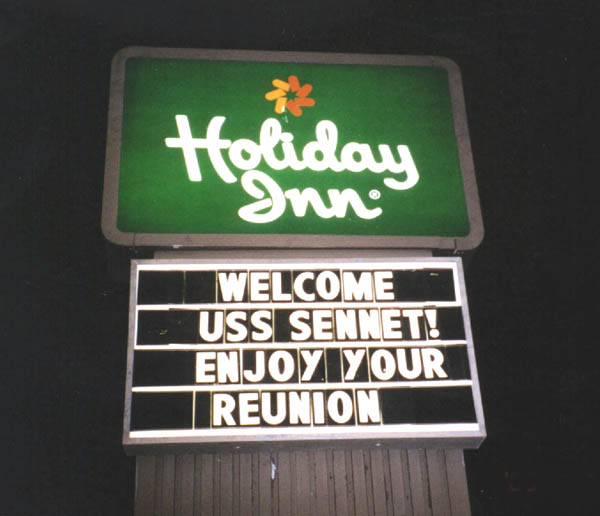 Holiday
Inn®
WELCOME
USS SENNET!
ENJOY YOUR
REUNION